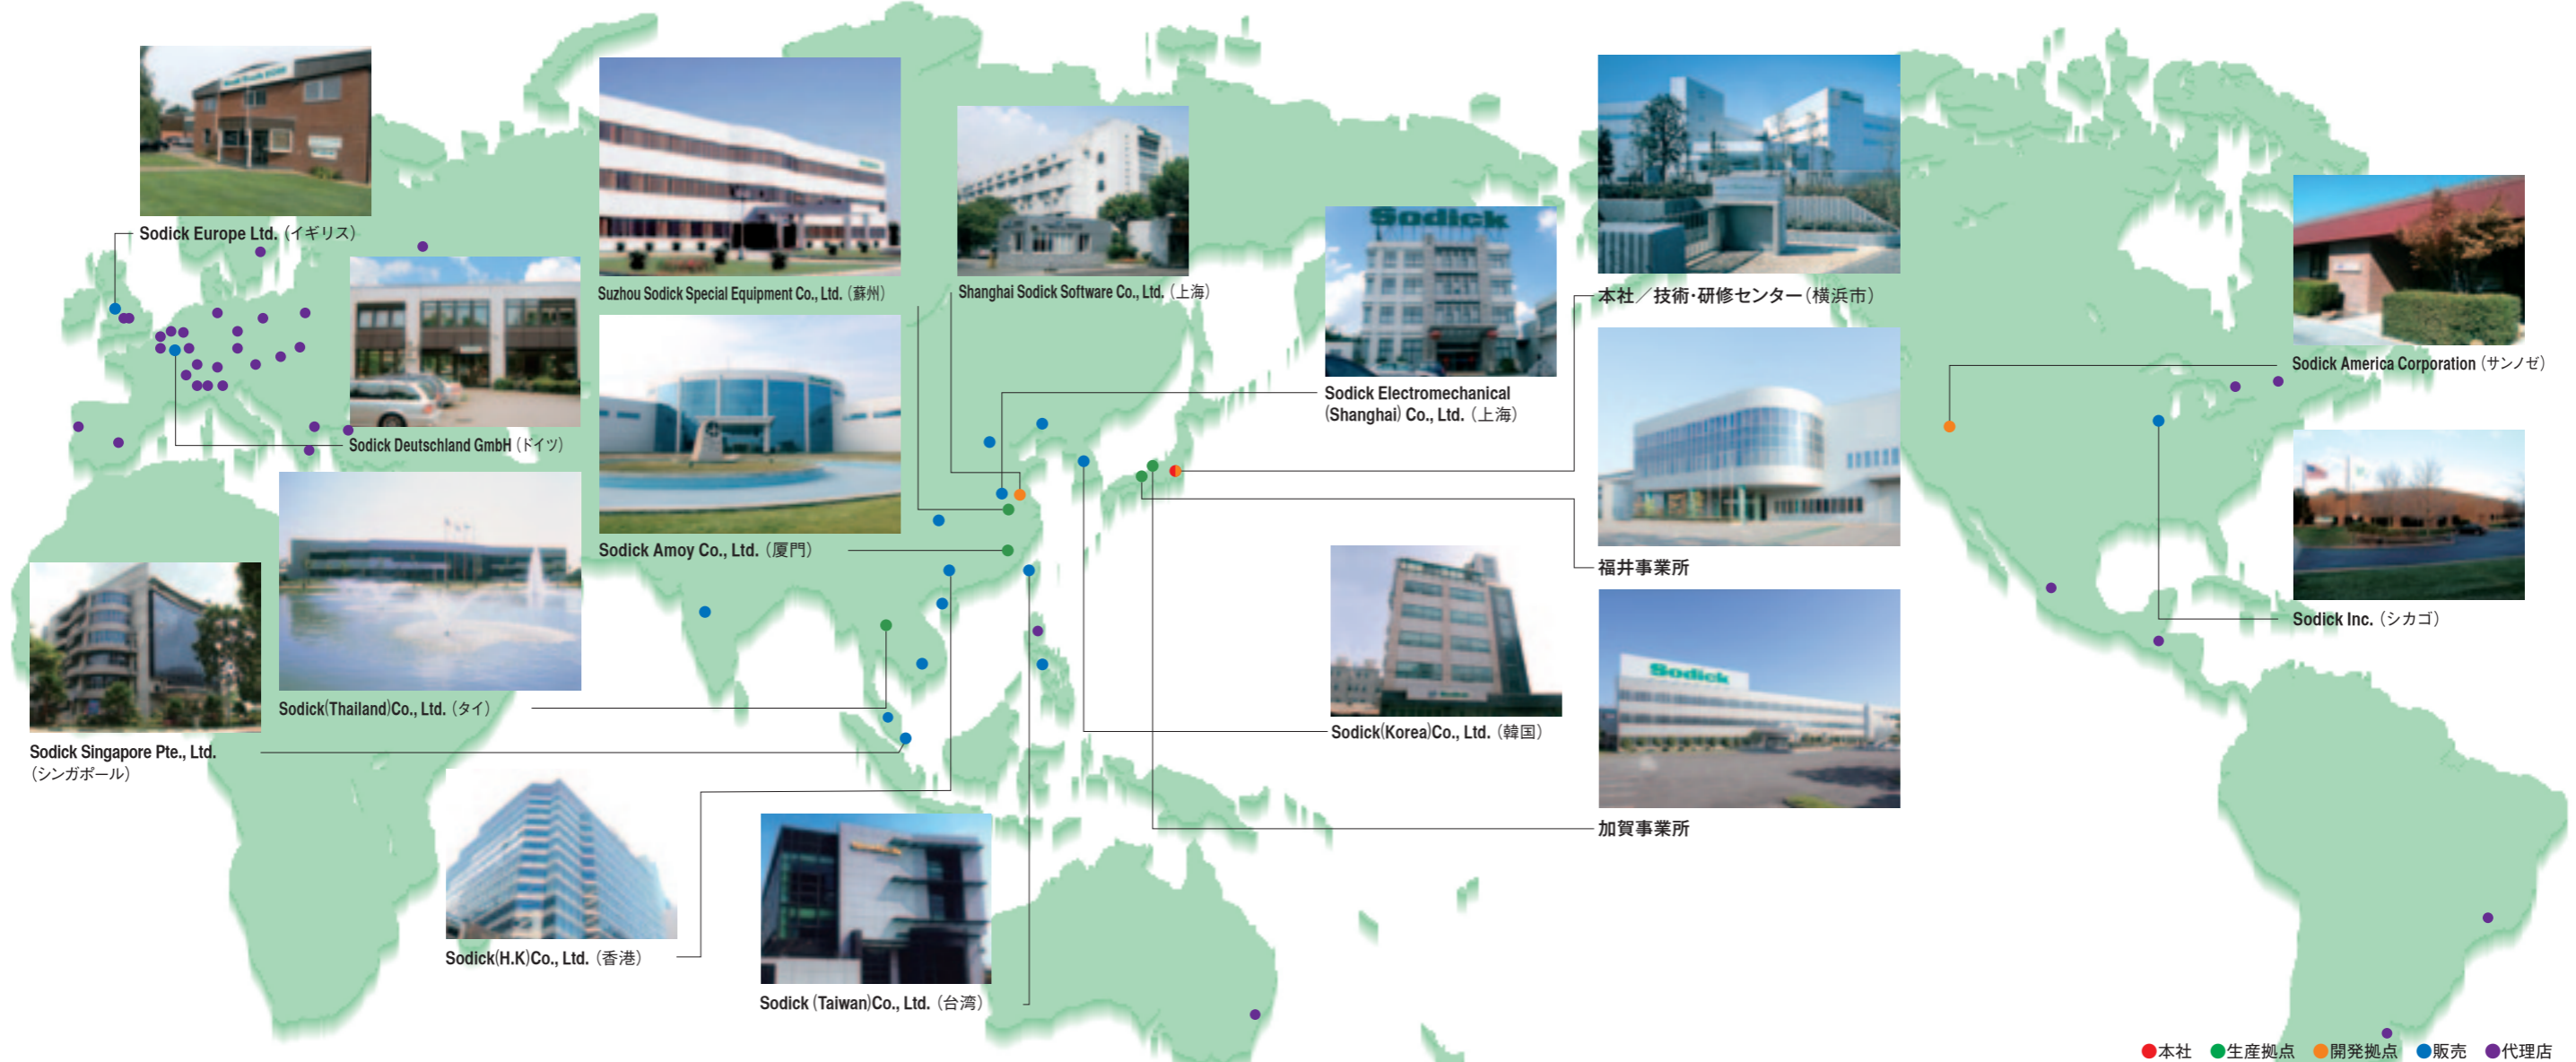 Sodick Europe Ltd.（イギリス）
Sodick Deutschland GmbH（ドイツ）
Suzhou Sodick Special Equipment Co., Ltd.（蘇州）
Shanghai Sodick Software Co., Ltd.（上海）
Sodick
Sodick Electromechanical
(Shanghai) Co., Ltd.（上海）
本社／技術・研修センター（横浜市）
Sodick America Corporation（サンノゼ）
Sodick Amoy Co., Ltd.（厦門）
福井事業所
Sodick Inc.（シカゴ）
Sodick(Thailand)Co., Ltd.（タイ）
Sodick Singapore Pte., Ltd.
（シンガポール）
Sodick(Korea)Co., Ltd.（韓国）
Sodick
加賀事業所
Sodick(H.K)Co., Ltd.（香港）
Sodick (Taiwan)Co., Ltd.（台湾）
●本社 ●生産拠点 ●開発拠点 ●販売 ●代理店